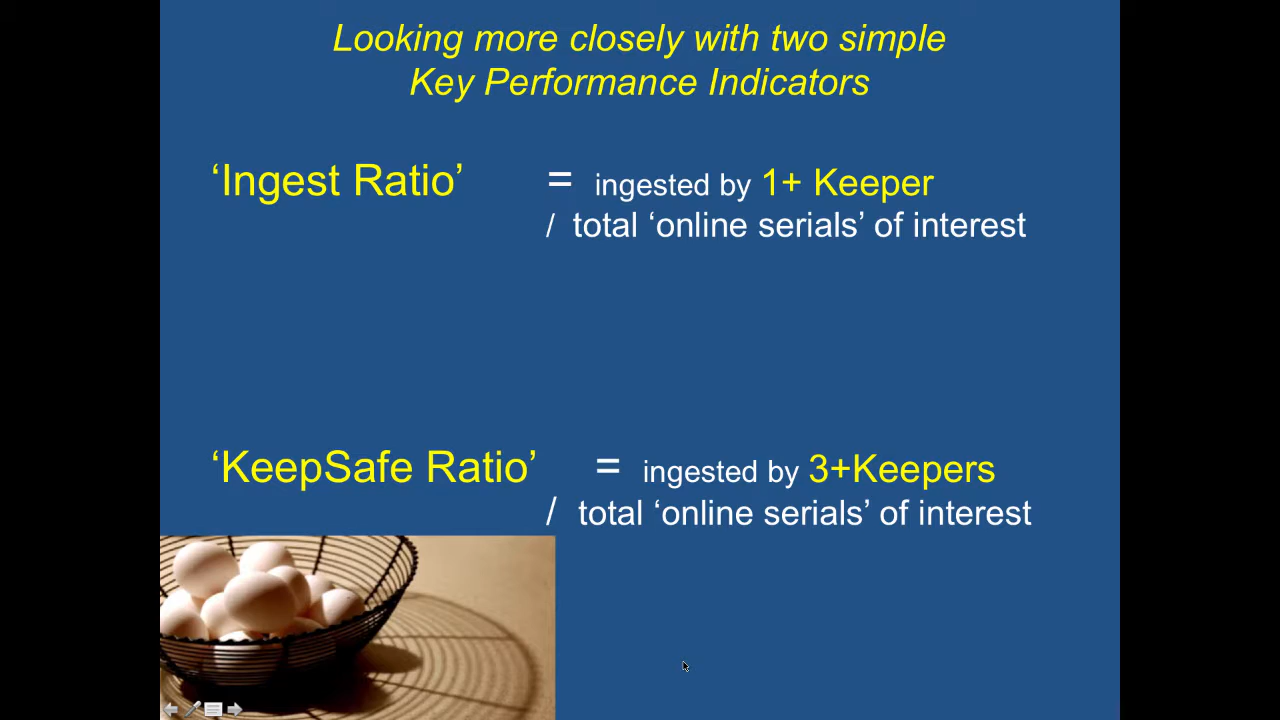 Looking more closely with two simple
Key Performance Indicators
‘Ingest Ratio’ = ingested by 1+ Keeper
/ total ‘online serials’ of interest
‘KeepSafe Ratio’ = ingested by 3+Keepers
/ total ‘online serials’ of interest